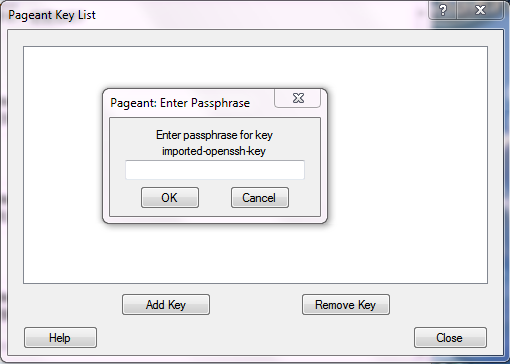 Pageant Key List
Pageant: Enter Passphrase
Enter passphrase for key
imported-openssh-key
OK Cancel
Add Key Remove Key
Help Close